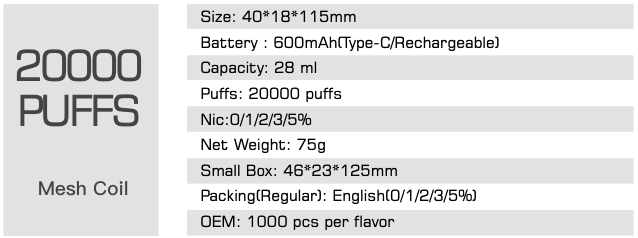 20000
PUFFS
Mesh Coil
Size: 40*18*115mm
Battery : 600mAh(Type-C/Rechargeable)
Capacity: 28 ml
Puffs: 20000 puffs
Nic:0/1/2/3/5%
Net Weight: 75g
Small Box: 46*23*125mm
Packing(Regular): English(0/1/2/3/5%)
OEM: 1000 pcs per flavor